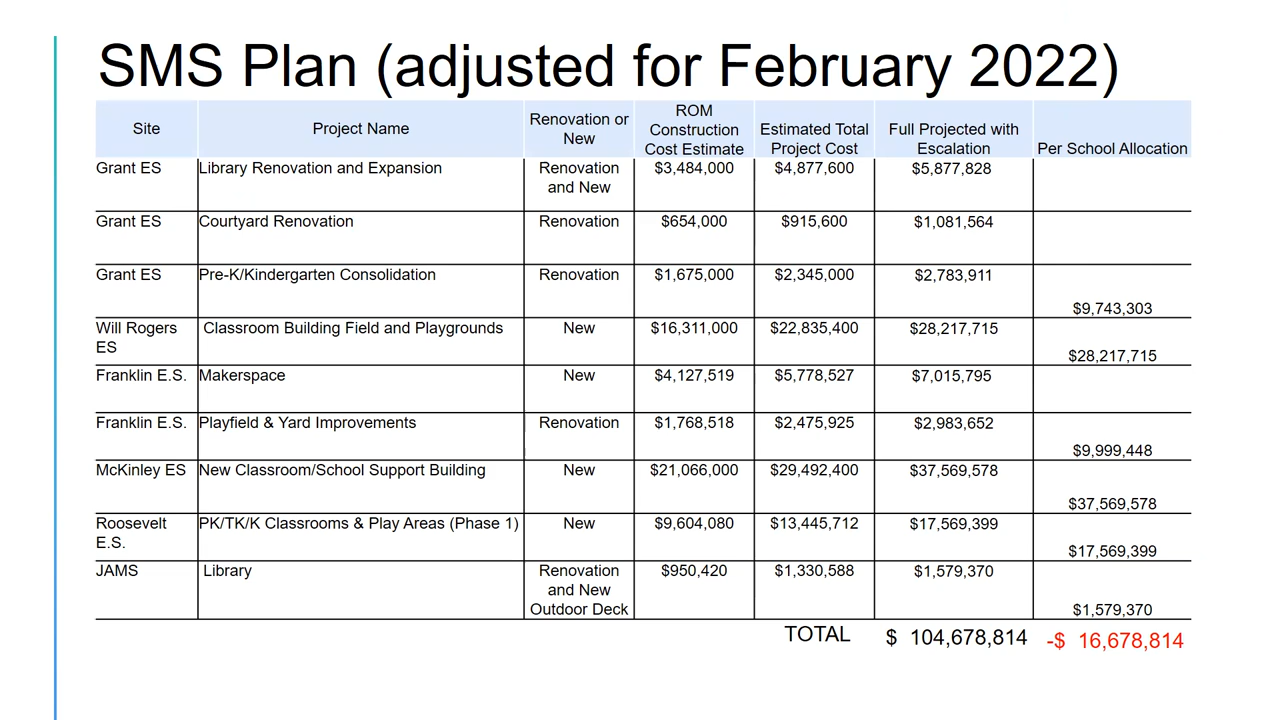 SMS Plan (adjusted for February 2022)
Site Project Name Renovation or New ROM Construction Cost Estimate Estimated Total Project Cost Full Projected with Escalation Per School Allocation
Grant ES Library Renovation and Expansion Renovation and New $3,484,000 $4,877,600 $5,877,828
Grant ES Courtyard Renovation Renovation $654,000 $915,600 $1,081,564
Grant ES Pre-K/Kindergarten Consolidation Renovation $1,675,000 $2,345,000 $2,783,911 $9,743,303
Will Rogers ES Classroom Building Field and Playgrounds New $16,311,000 $22,835,400 $28,217,715 $28,217,715
Franklin E.S. Makerspace New $4,127,519 $5,778,527 $7,015,795
Franklin E.S. Playfield & Yard Improvements Renovation $1,768,518 $2,475,925 $2,983,652 $9,999,448
McKinley ES New Classroom/School Support Building New $21,066,000 $29,492,400 $37,569,578 $37,569,578
Roosevelt E.S. PK/TK/K Classrooms & Play Areas (Phase 1) New $9,604,080 $13,445,712 $17,569,399 $17,569,399
JAMS Library Renovation and New Outdoor Deck $950,420 $1,330,588 $1,579,370 $1,579,370
TOTAL $ 104,678,814 -$ 16,678,814